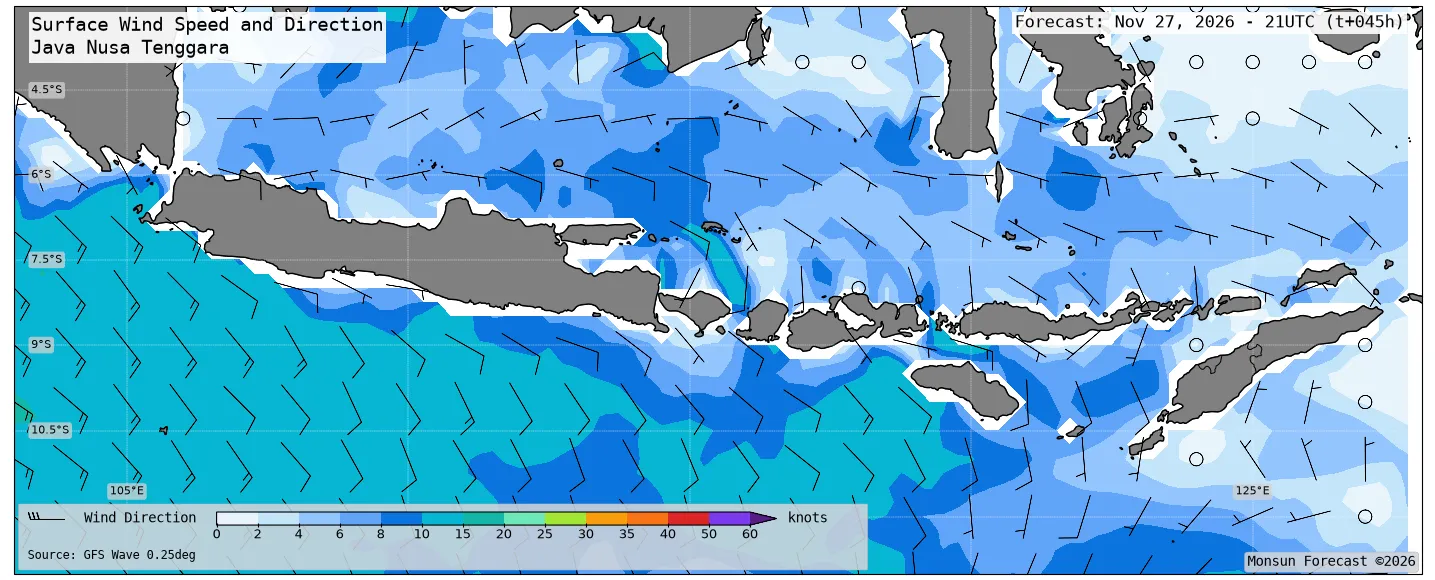 Surface Wind Speed and Direction
Java Nusa Tenggara
Forecast: Nov 27, 2026 - 21UTC (t+045h)
4.5°S
6°S
7.5°S
9°S
10.5°S
105°E
125°E
Wind Direction
0 2 4 6 8 10 15 20 25 30 35 40 50 60
knots
Source: GFS Wave 0.25deg
Monsun Forecast ©2026